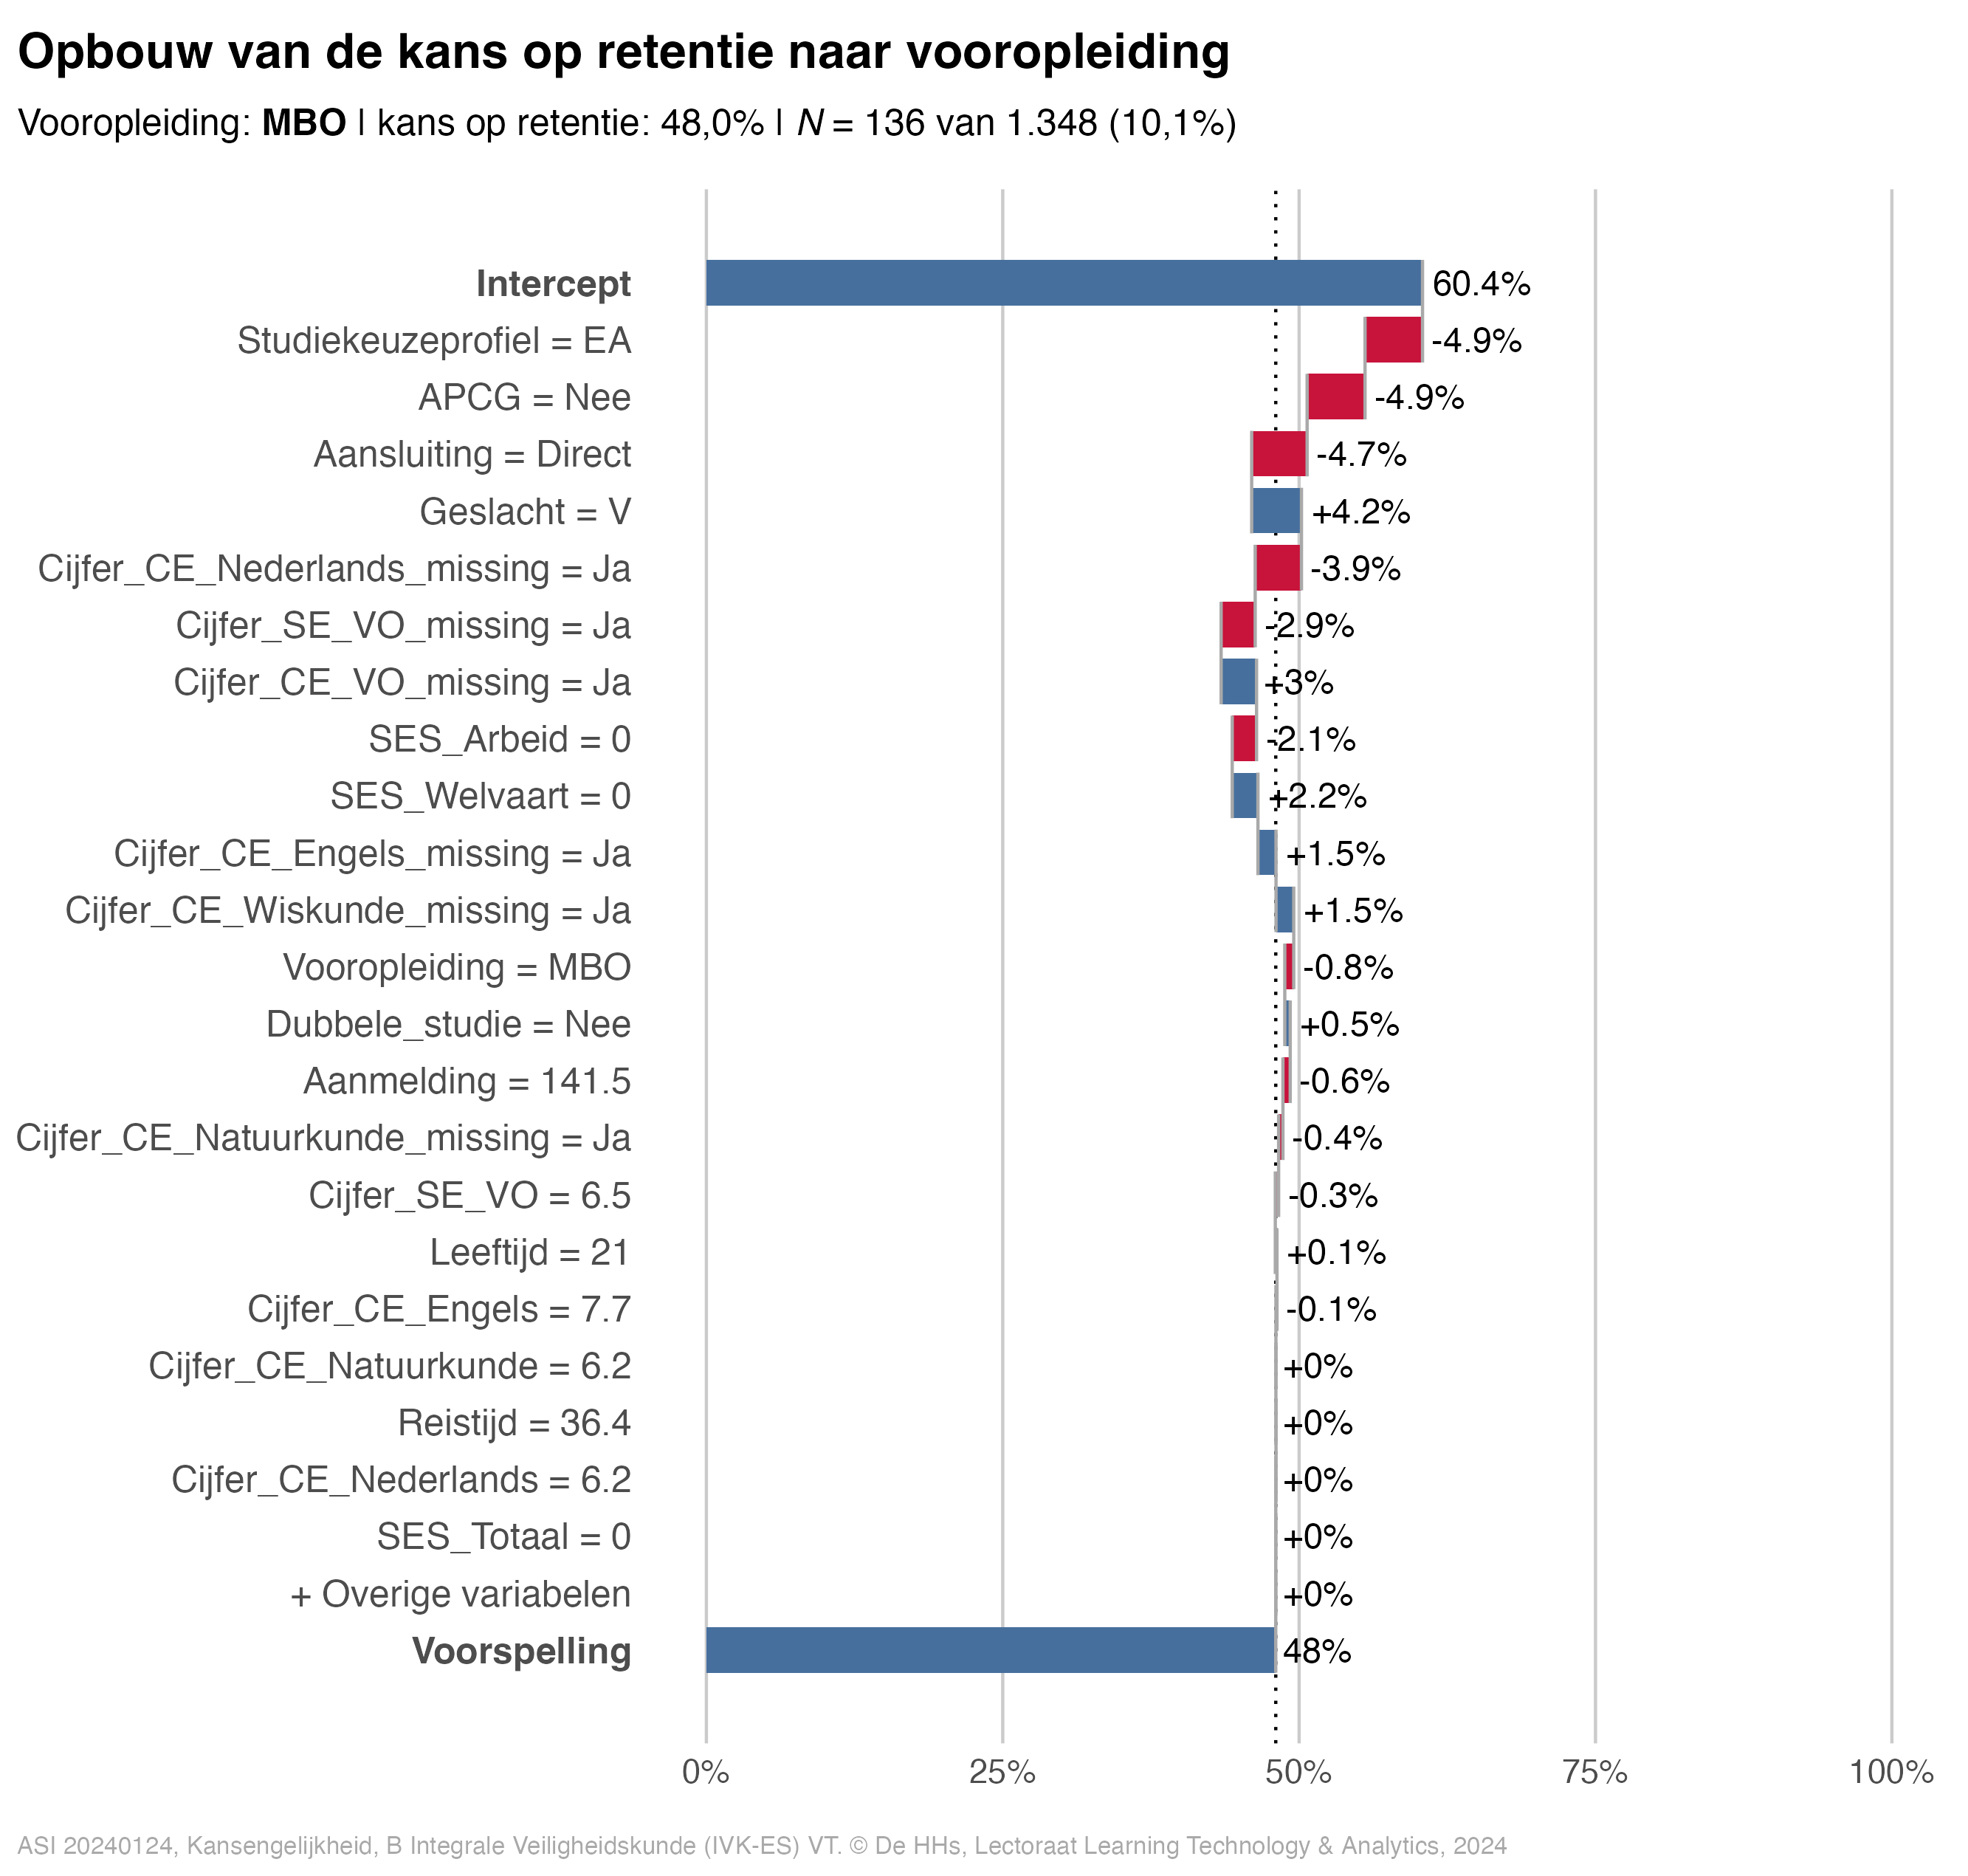 Opbouw van de kans op retentie naar vooropleiding
Vooropleiding: MBO | kans op retentie: 48,0% | N = 136 van 1.348 (10,1%)
Intercept 60.4%
Studiekeuzeprofiel = EA -4.9%
APCG = Nee -4.9%
Aansluiting = Direct -4.7%
Geslacht = V +4.2%
Cijfer_CE_Nederlands_missing = Ja -3.9%
Cijfer_SE_VO_missing = Ja -2.9%
Cijfer_CE_VO_missing = Ja +3%
SES_Arbeid = 0 -2.1%
SES_Welvaart = 0 +2.2%
Cijfer_CE_Engels_missing = Ja +1.5%
Cijfer_CE_Wiskunde_missing = Ja +1.5%
Vooropleiding = MBO -0.8%
Dubbele_studie = Nee +0.5%
Aanmelding = 141.5 -0.6%
Cijfer_CE_Natuurkunde_missing = Ja -0.4%
Cijfer_SE_VO = 6.5 -0.3%
Leeftijd = 21 +0.1%
Cijfer_CE_Engels = 7.7 -0.1%
Cijfer_CE_Natuurkunde = 6.2 +0%
Reistijd = 36.4 +0%
Cijfer_CE_Nederlands = 6.2 +0%
SES_Totaal = 0 +0%
+ Overige variabelen +0%
Voorspelling 48%
0% 25% 50% 75% 100%
ASI 20240124, Kansengelijkheid, B Integrale Veiligheidskunde (IVK-ES) VT. © De HHs, Lectoraat Learning Technology & Analytics, 2024